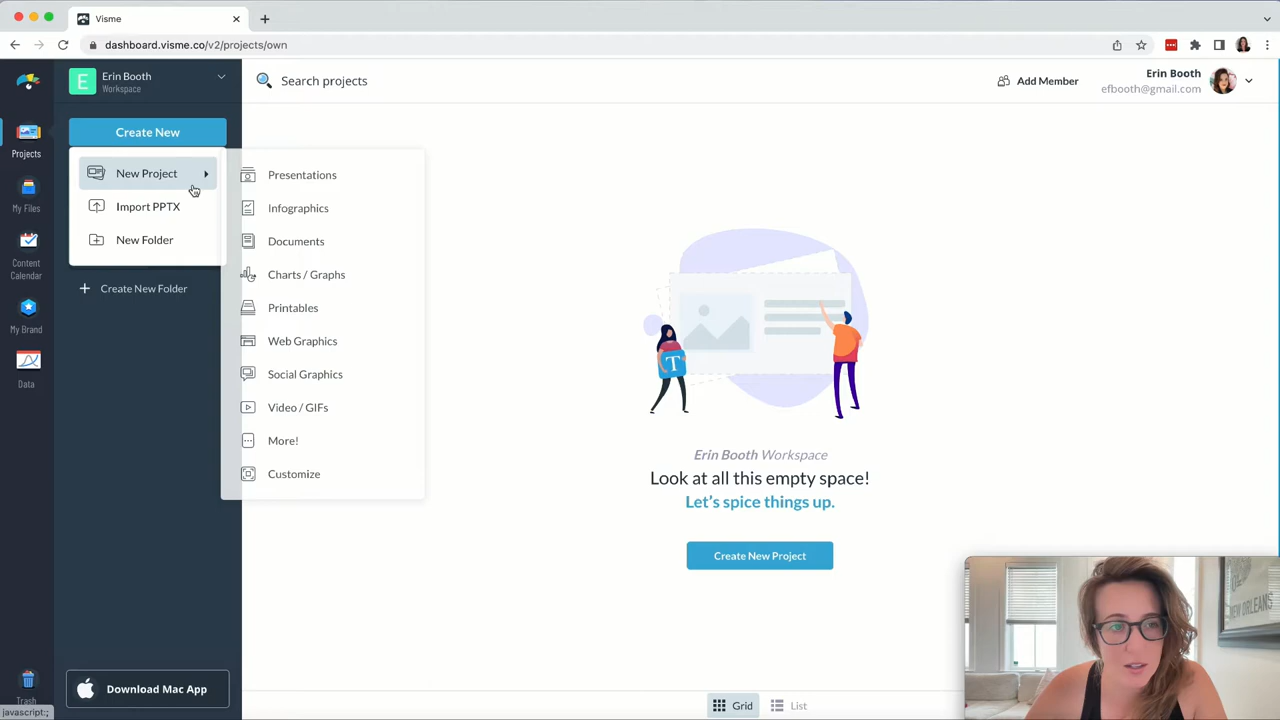 Visme
dashboard.visme.co/v2/projects/own
E
Erin Booth
Workspace
Search projects
Add Member
Erin Booth
efbooth@gmail.com
Projects
My Files
Content
Calendar
My Brand
Data
Trash
Create New
New Project
Import PPTX
New Folder
Create New Folder
Presentations
Infographics
Documents
Charts / Graphs
Printables
Web Graphics
Social Graphics
Video / GIFs
More!
Customize
T
Erin Booth Workspace
Look at all this empty space!
Let's spice things up.
Create New Project
NEW ORLEANS
Download Mac App
Grid
List
javascript:;